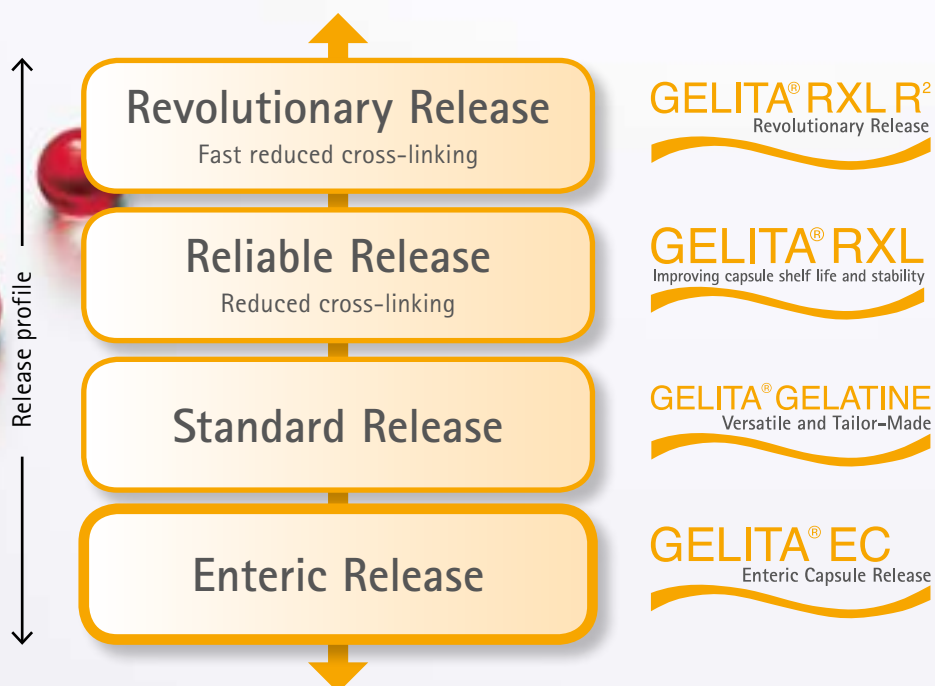 Release profile
Revolutionary Release
Fast reduced cross-linking
GELITA® RXL R²
Revolutionary Release
Reliable Release
Reduced cross-linking
GELITA® RXL
Improving capsule shelf life and stability
Standard Release
GELITA® GELATINE
Versatile and Tailor-Made
Enteric Release
GELITA® EC
Enteric Capsule Release